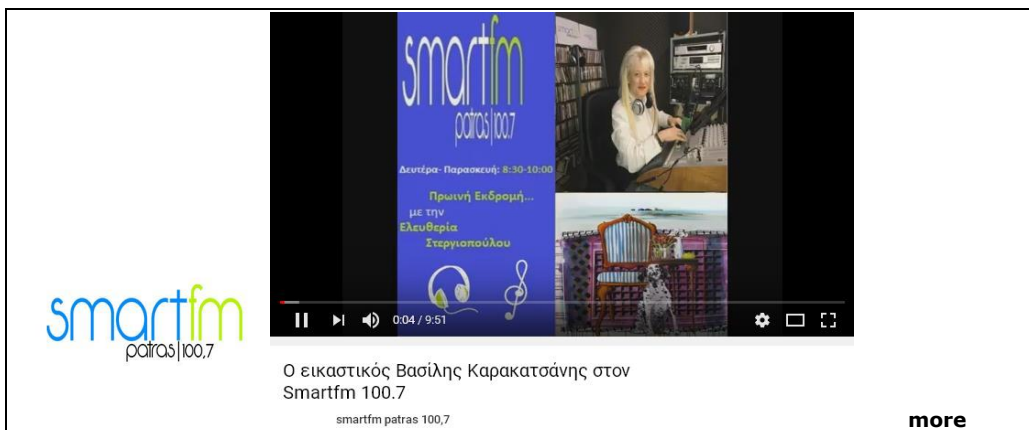 smartfm
patras|100.7
Δευτέρα- Παρασκευή: 8:30-10:00
Πρωινή Εκδρομή...
με την
Ελευθερία
Στεργιοπούλου
0:04 / 9:51
smartfm
patras|100,7
Ο εικαστικός Βασίλης Καρακατσάνης στον
Smartfm 100.7
smartfm patras 100,7
more